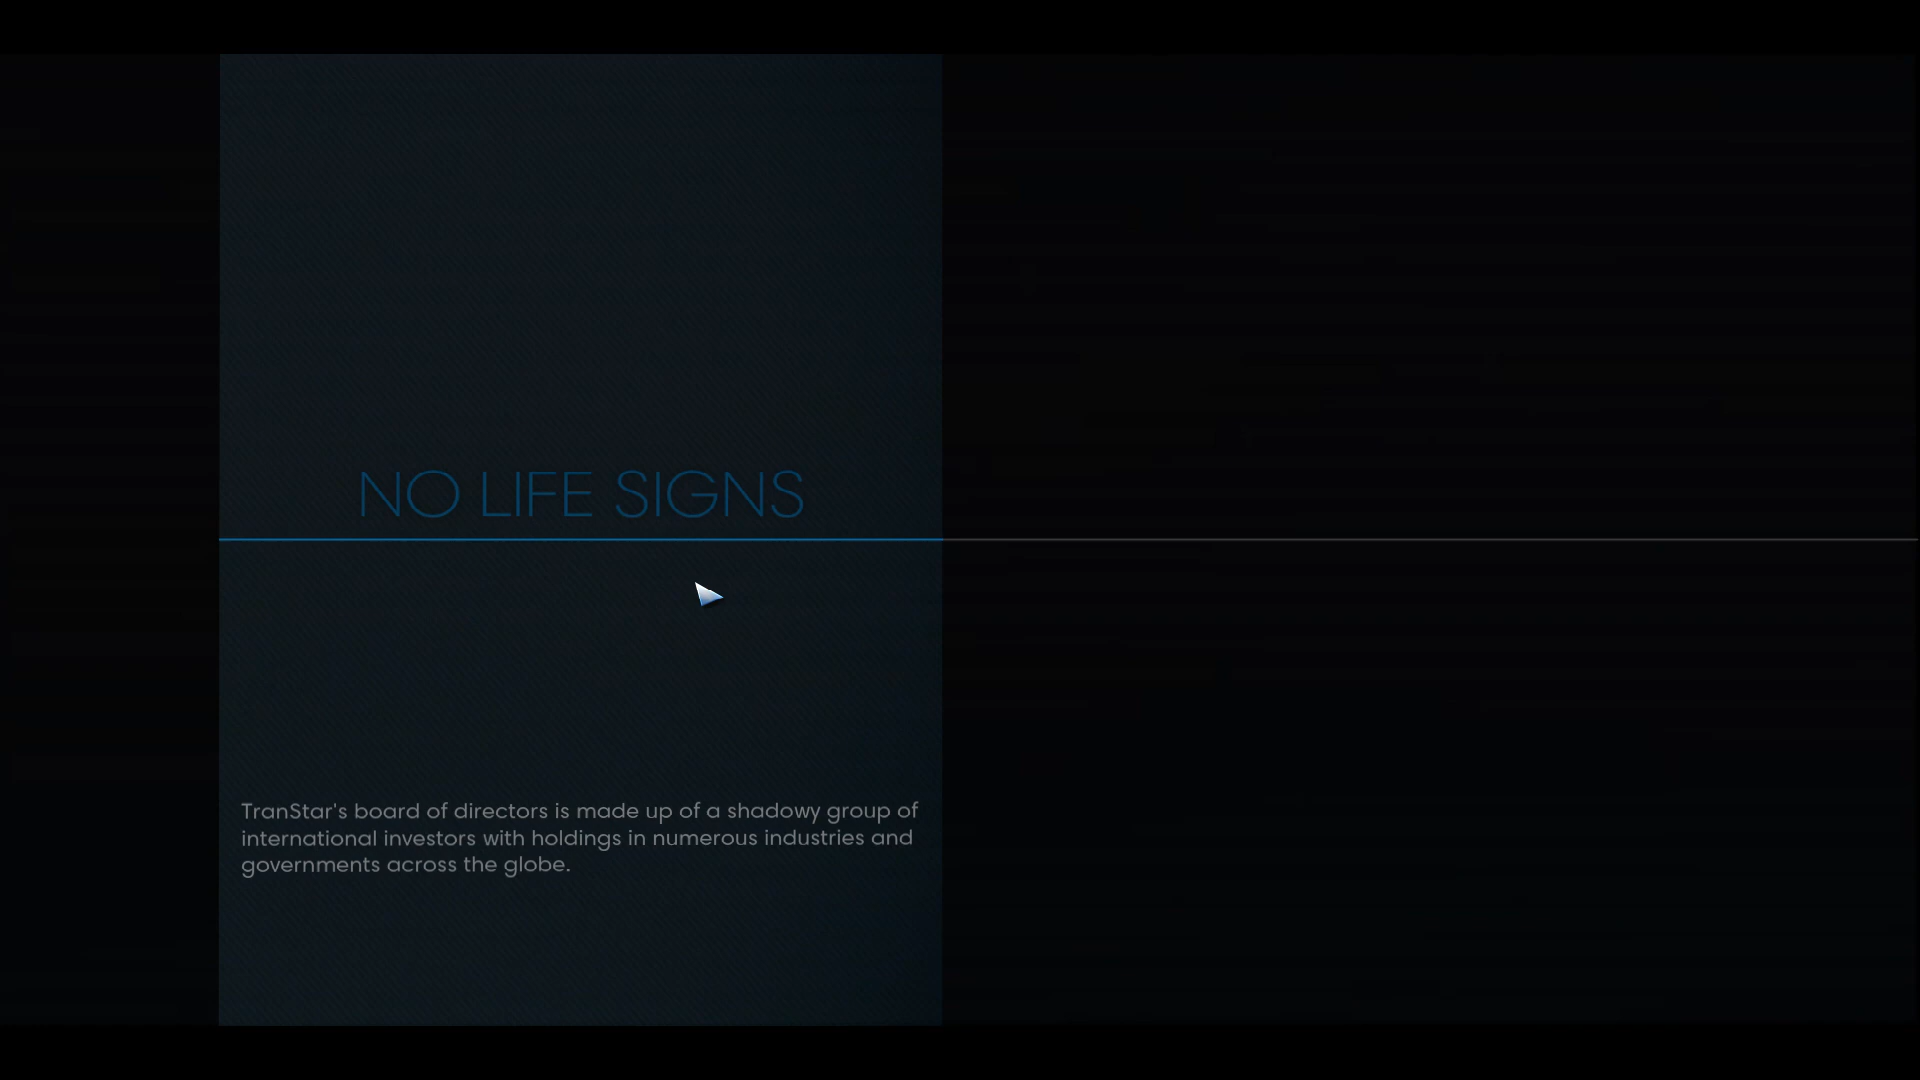 NO LIFE SIGNS
TranStar's board of directors is made up of a shadowy group of
international investors with holdings in numerous industries and
governments across the globe.